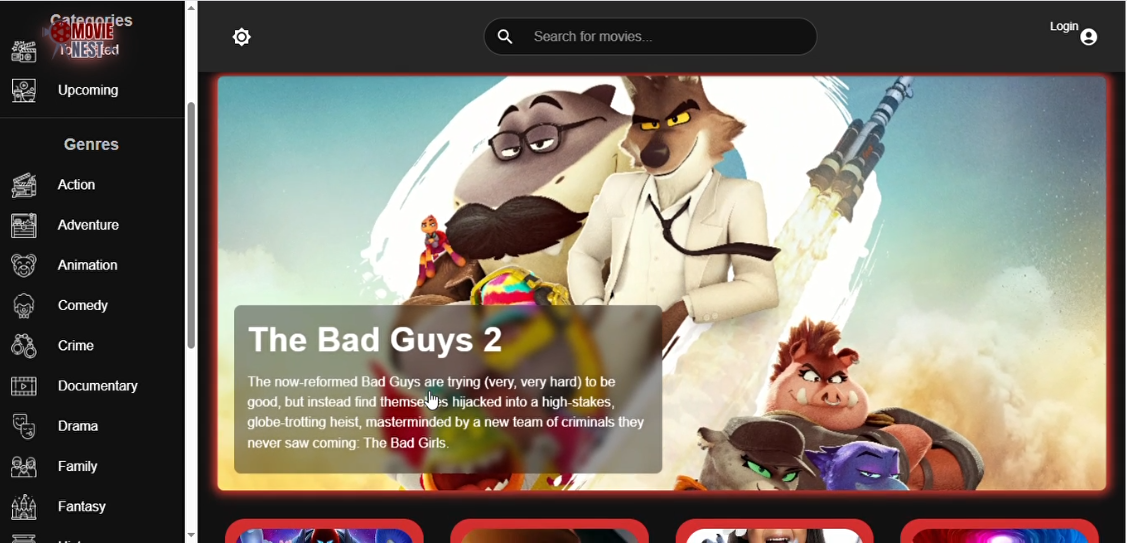 Categories
MOVIE
NEST
Upcoming
Genres
Action
Adventure
Animation
Comedy
Crime
Documentary
Drama
Family
Fantasy
Search for movies...
Login
The Bad Guys 2
The now-reformed Bad Guys are trying (very, very hard) to be
good, but instead find themselves hijacked into a high-stakes,
globe-trotting heist, masterminded by a new team of criminals they
never saw coming: The Bad Girls.